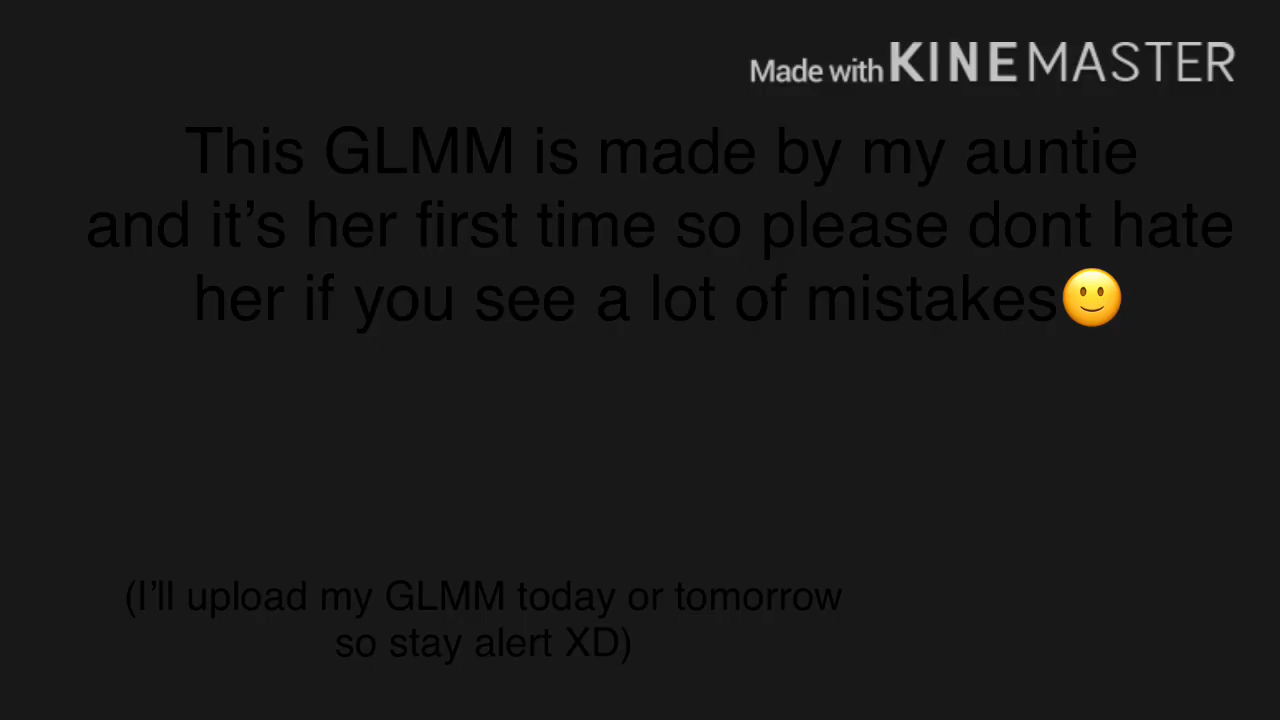 Made with KINEMASTER
This GLMM is made by my auntie
and it’s her first time so please dont hate
her if you see a lot of mistakes🙂
(I’ll upload my GLMM today or tomorrow
so stay alert XD)